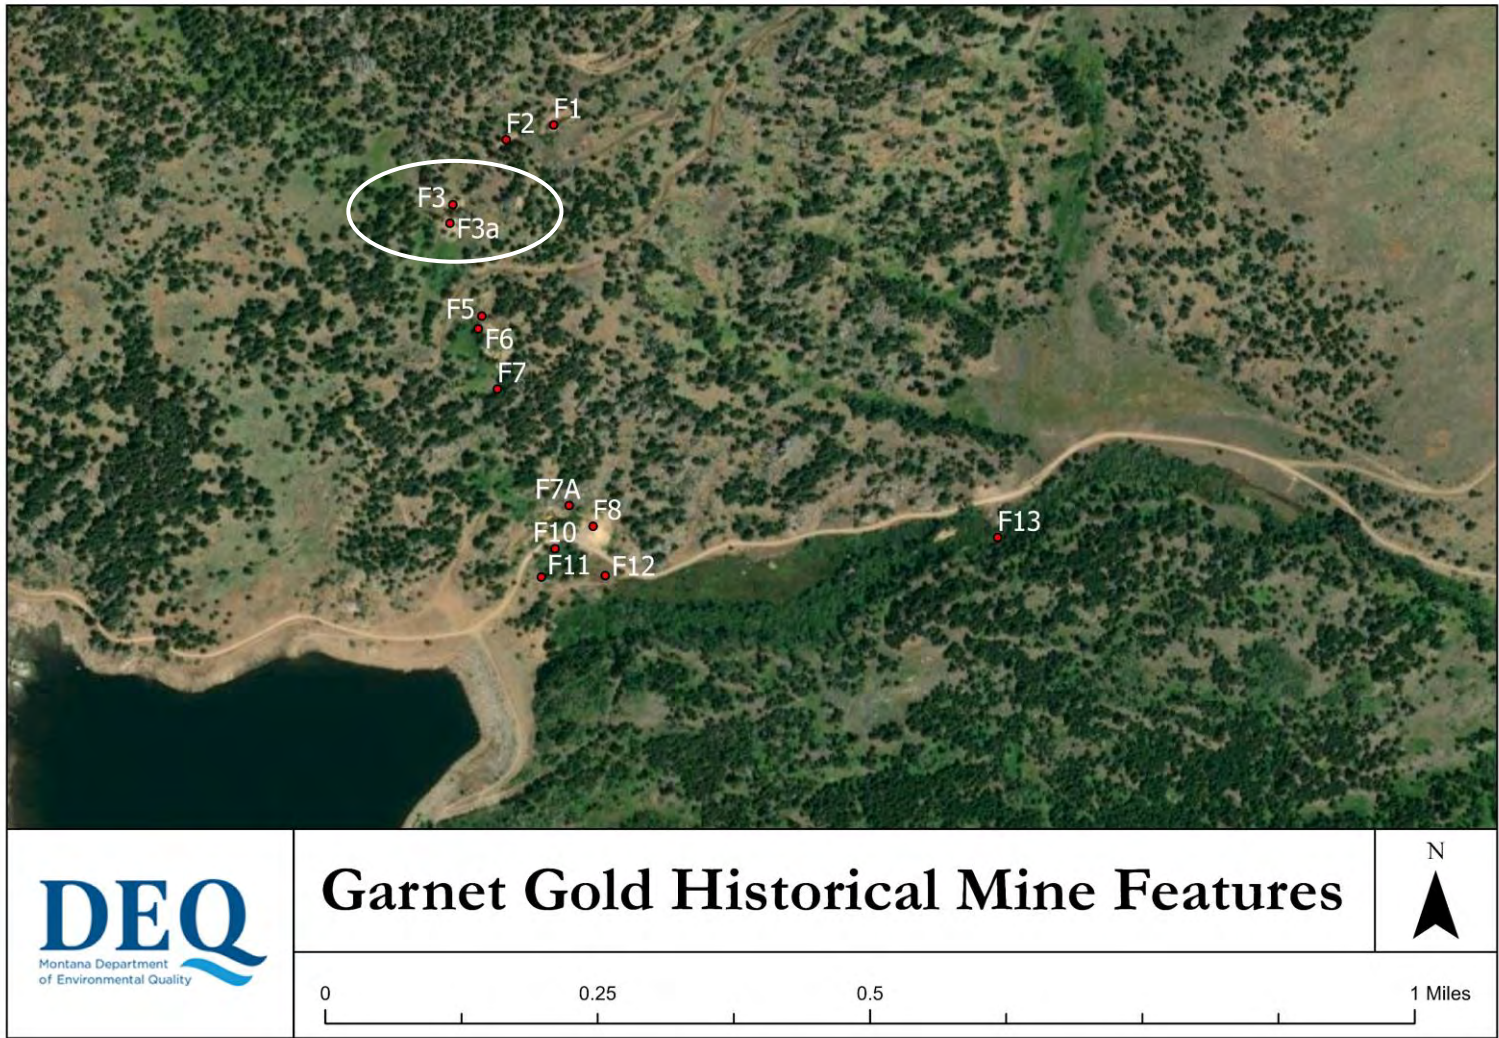 F1
F2
F3
F3a
F5
F6
F7
F7A
F8
F10
F11
F12
F13
DEQ
Montana Department
of Environmental Quality
Garnet Gold Historical Mine Features
N
0 0.25 0.5 1 Miles